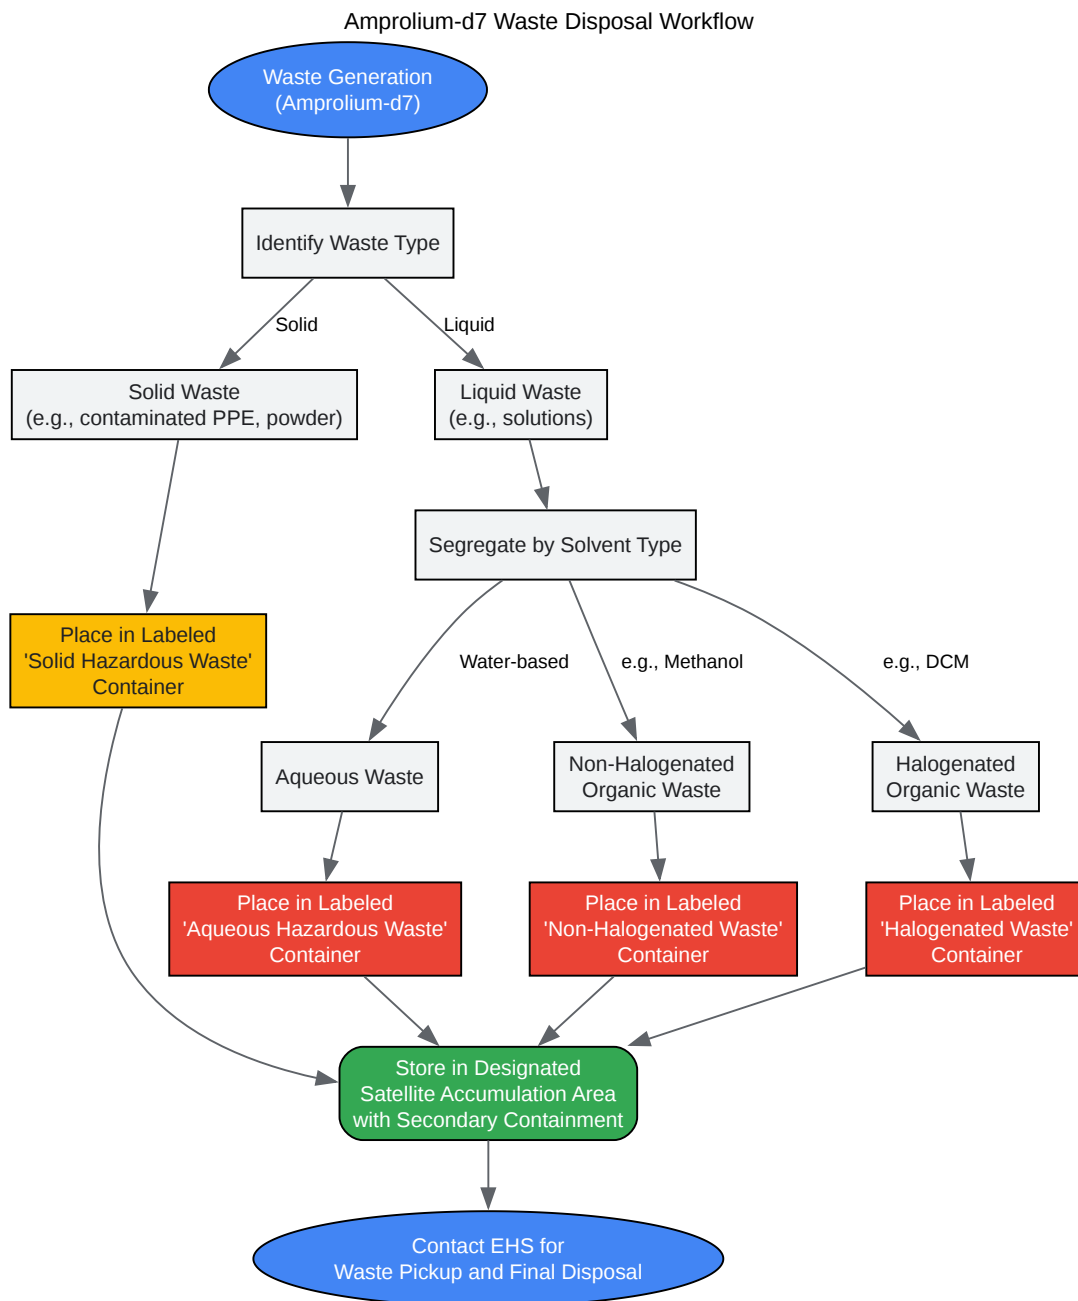 Amprolium-d7 Waste Disposal Workflow
Waste Generation
(Amprolium-d7)
Identify Waste Type
Solid
Liquid
Solid Waste
(e.g., contaminated PPE, powder)
Liquid Waste
(e.g., solutions)
Segregate by Solvent Type
Place in Labeled
'Solid Hazardous Waste'
Container
Water-based
e.g., Methanol
e.g., DCM
Aqueous Waste
Non-Halogenated
Organic Waste
Halogenated
Organic Waste
Place in Labeled
'Aqueous Hazardous Waste'
Container
Place in Labeled
'Non-Halogenated Waste'
Container
Place in Labeled
'Halogenated Waste'
Container
Store in Designated
Satellite Accumulation Area
with Secondary Containment
Contact EHS for
Waste Pickup and Final Disposal